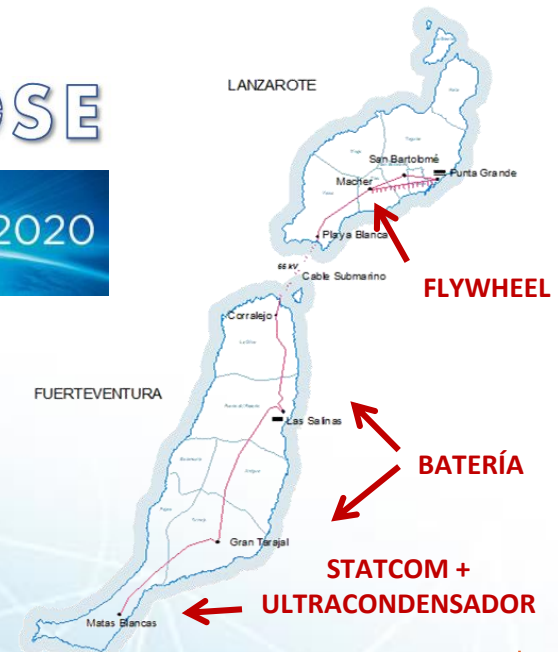 OSE
2020
LANZAROTE
San Bartolomé
Punta Grande
Macher
Playa Blanca
66 kV
Cable Submarino
FLYWHEEL
Corralejo
FUERTEVENTURA
Las Salinas
BATERÍA
Gran Tarajal
STATCOM +
ULTRACONDENSADOR
Matas Blancas